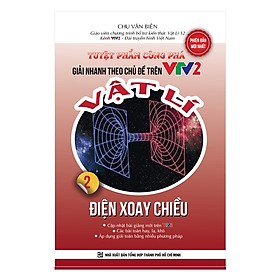 CHU VĂN BIÊN
Giáo viên chương trình bổ trợ kiến thức Vật Lí 12
Kênh VTV2 - Đài truyền hình Việt Nam
PHIÊN BẢN
MỚI NHẤT
TUYỆT PHẨM CÔNG PHÁ
GIẢI NHANH THEO CHỦ ĐỀ TRÊN VTV2
VẬT LÍ
2
ĐIỆN XOAY CHIỀU
Cập nhật bài giảng mới trên
Các bài toán hay, lạ, khó
Áp dụng giải toán bằng nhiều phương pháp
NHÀ XUẤT BẢN TỔNG HỢP THÀNH PHỐ HỒ CHÍ MINH